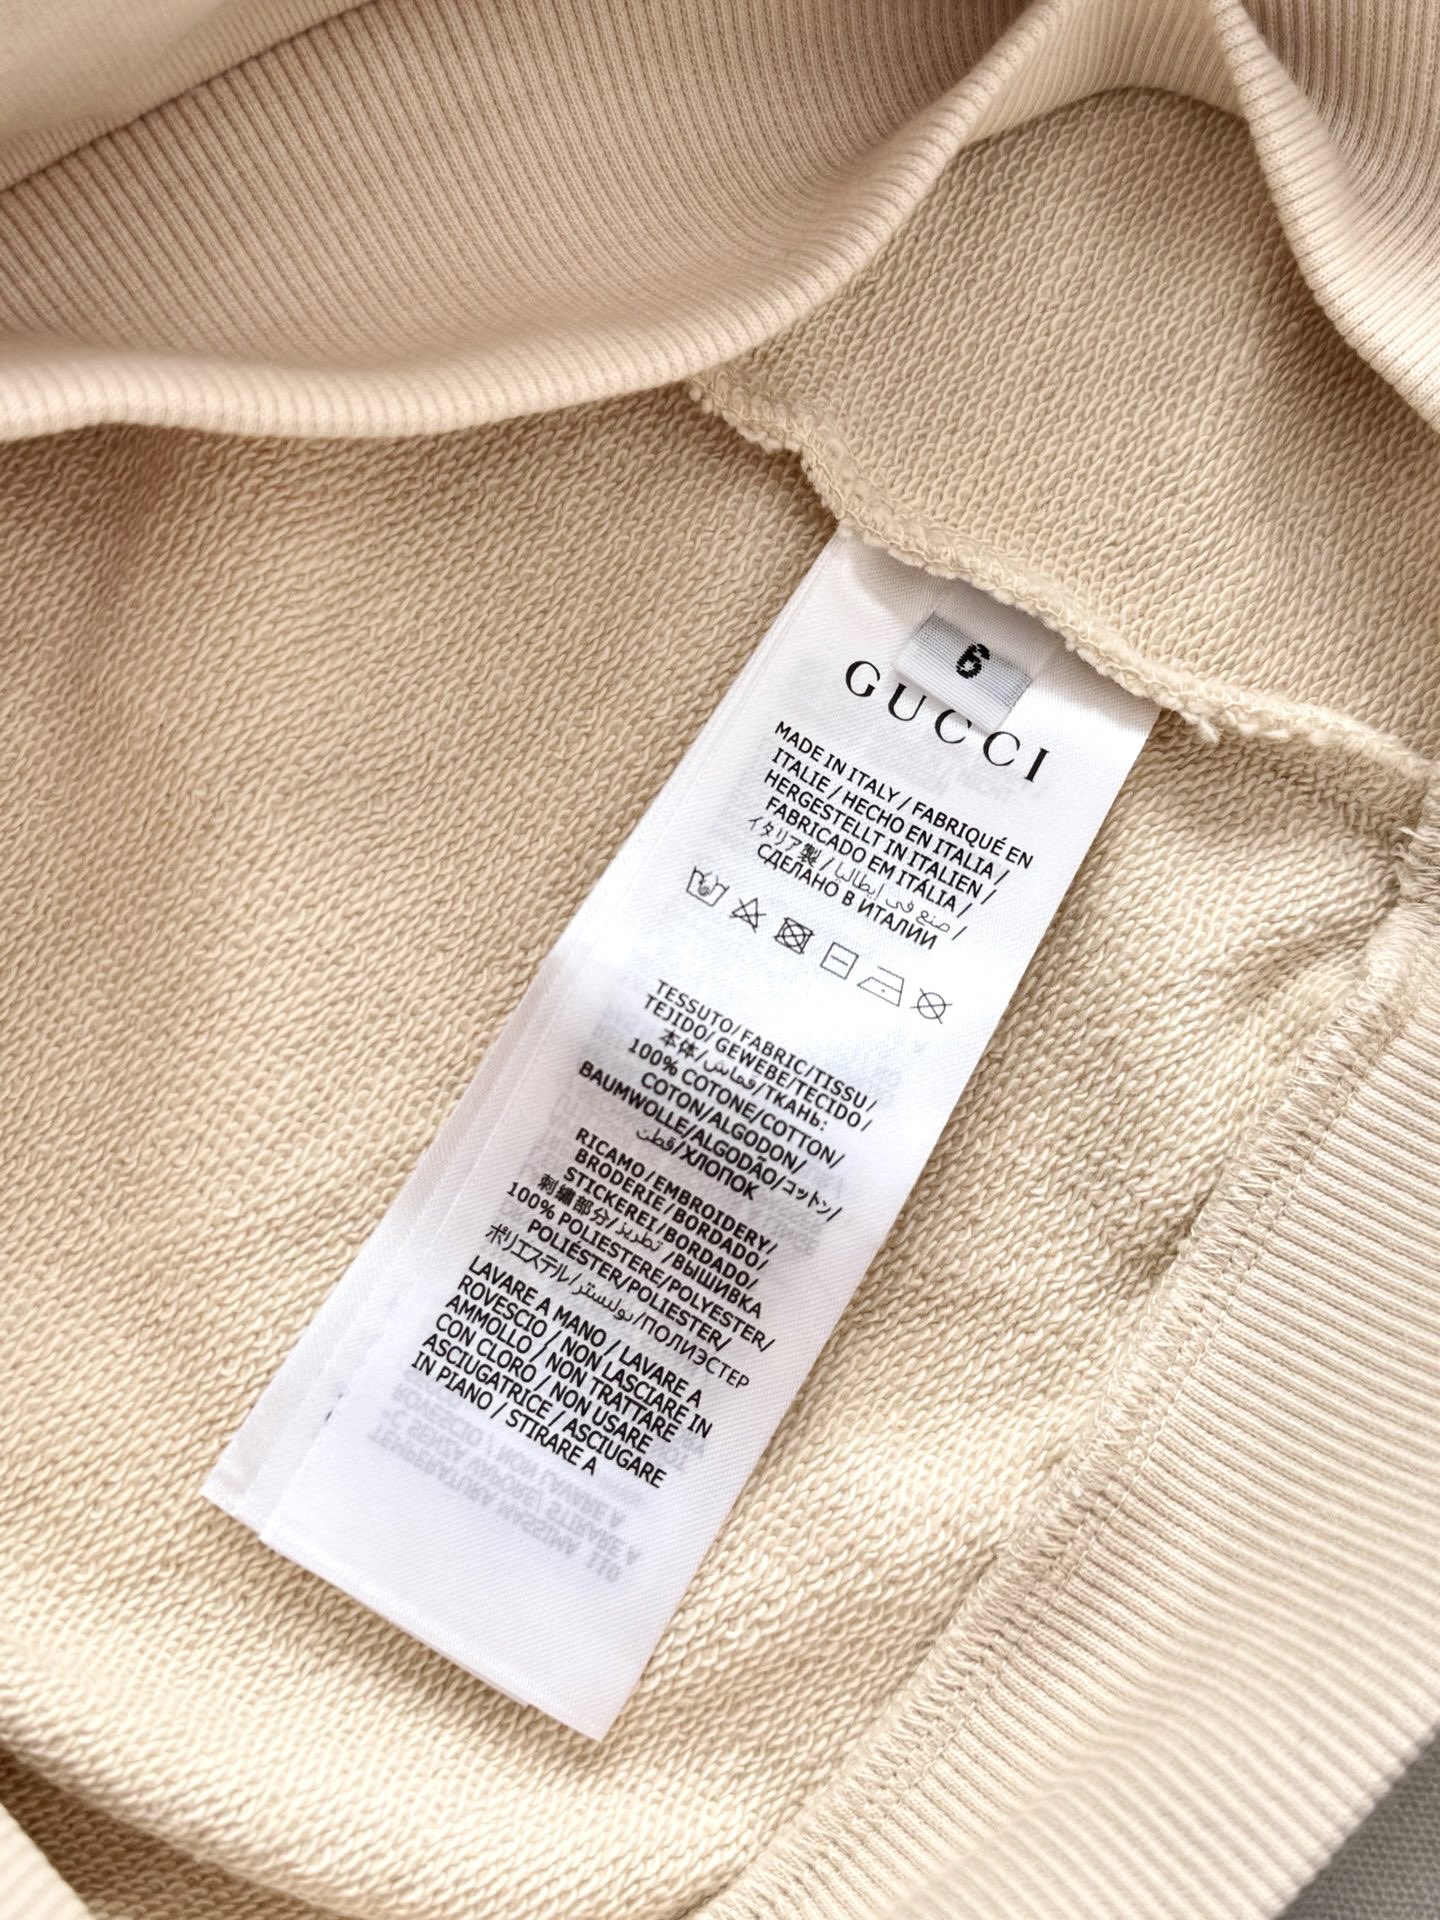 6
GUCCI
MADE IN ITALY / FABRIQUÉ EN
ITALIE / HECHO EN ITALIA /
HERGESTELLT IN ITALIEN /
FABRICADO EM ITÁLIA /
イタリア製 / صنع في إيطاليا /
СДЕЛАНО В ИТАЛИИ
TESSUTO/FABRIC/TISSU/
TEJIDO/GEWEBE/TECIDO/
本体/قماش/ТКАНЬ:
100% COTONE/COTTON/
COTON/ALGODON/
BAUMWOLLE/ALGODÃO/コットン/
قطن/ХЛОПОК
RICAMO/EMBROIDERY/
BRODERIE/BORDADO/
STICKEREI/BORDADO/
刺繍部分/تطريز/ВЫШИВКА
100% POLIESTERE/POLYESTER/
POLIÉSTER/POLIESTER/
ポリエステル/بوليستر/ПОЛИЭСТЕР
LAVARE A MANO / LAVARE A
ROVESCIO / NON LASCIARE IN
AMMOLLO / NON TRATTARE
CON CLORO / NON USARE
ASCIUGATRICE / ASCIUGARE
IN PIANO / STIRARE A